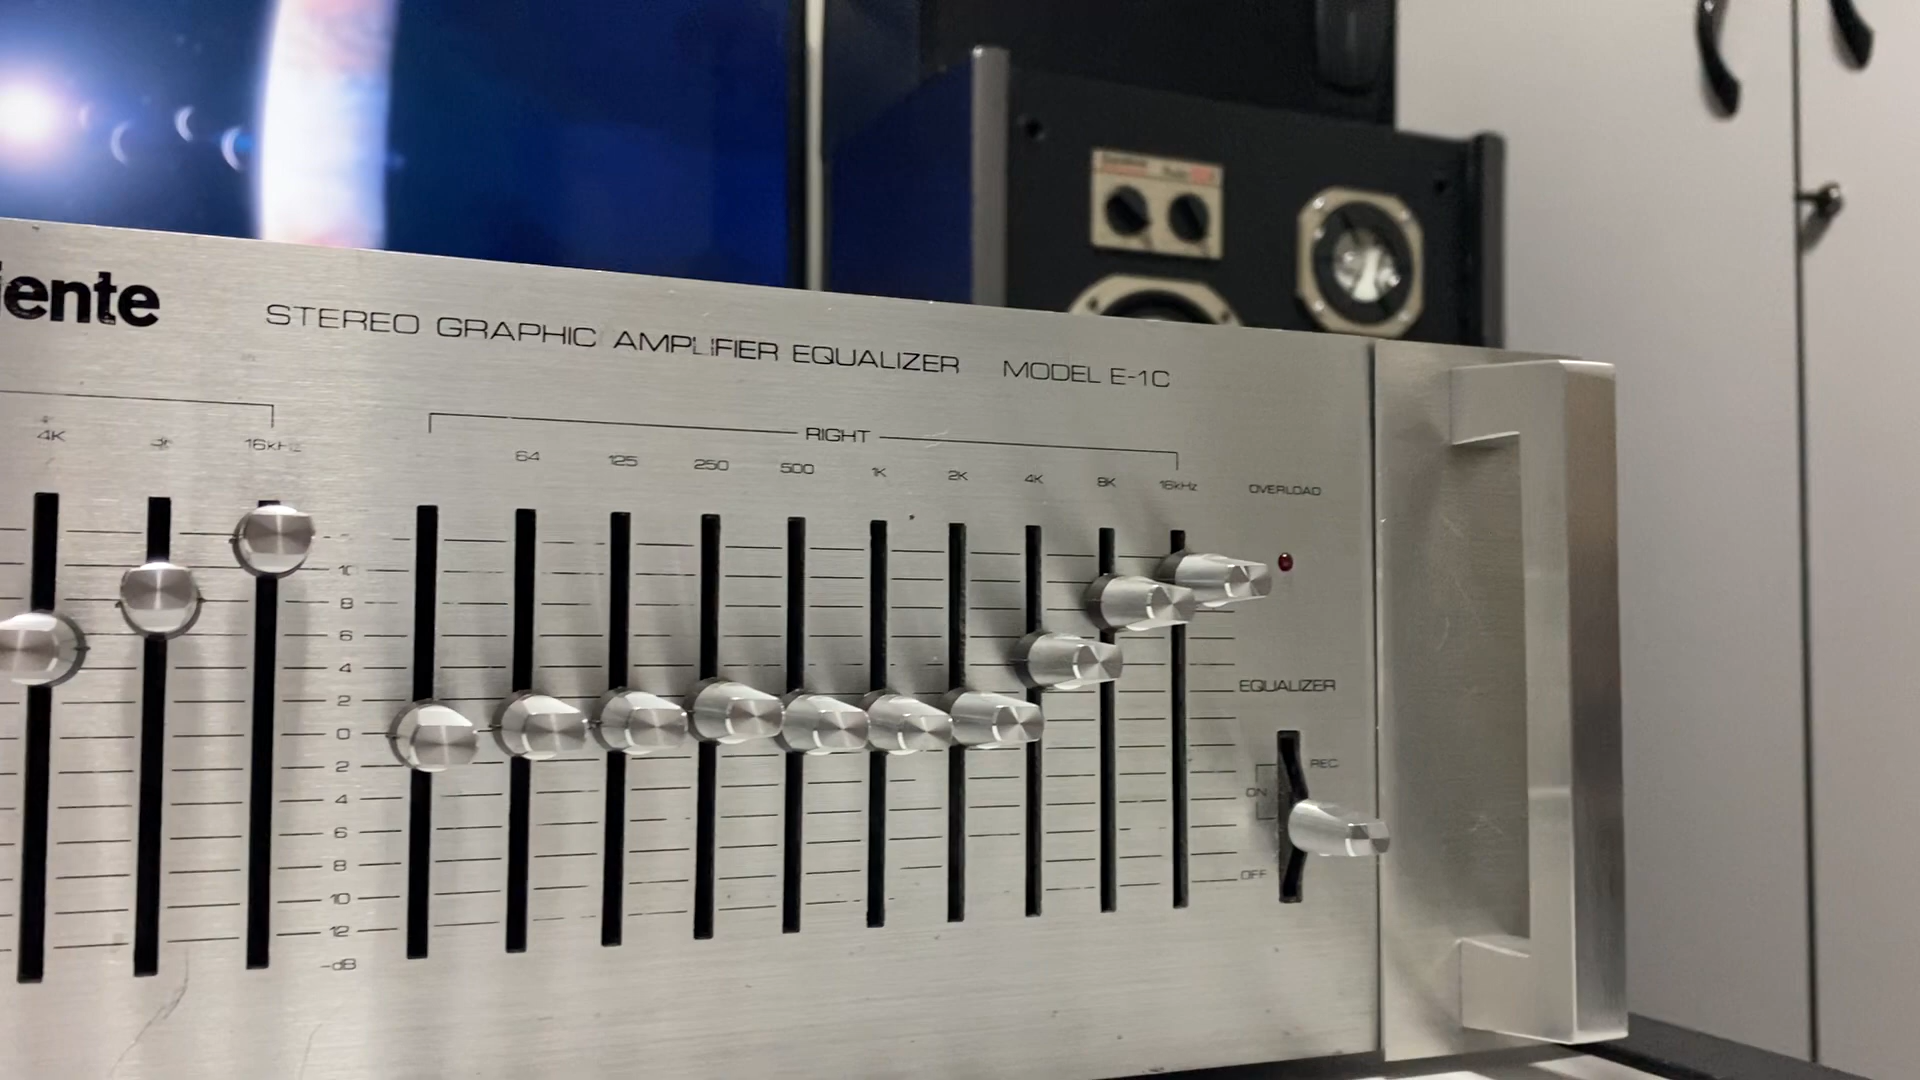 iente
STEREO GRAPHIC AMPLIFIER EQUALIZER MODEL E-1C
RIGHT
4K 16kHz
64 125 250 500 1K 2K 4K 8K 16kHz
OVERLOAD
10
8
6
4
2
0
2
4
6
8
10
12
-dB
EQUALIZER
REC
ON
OFF